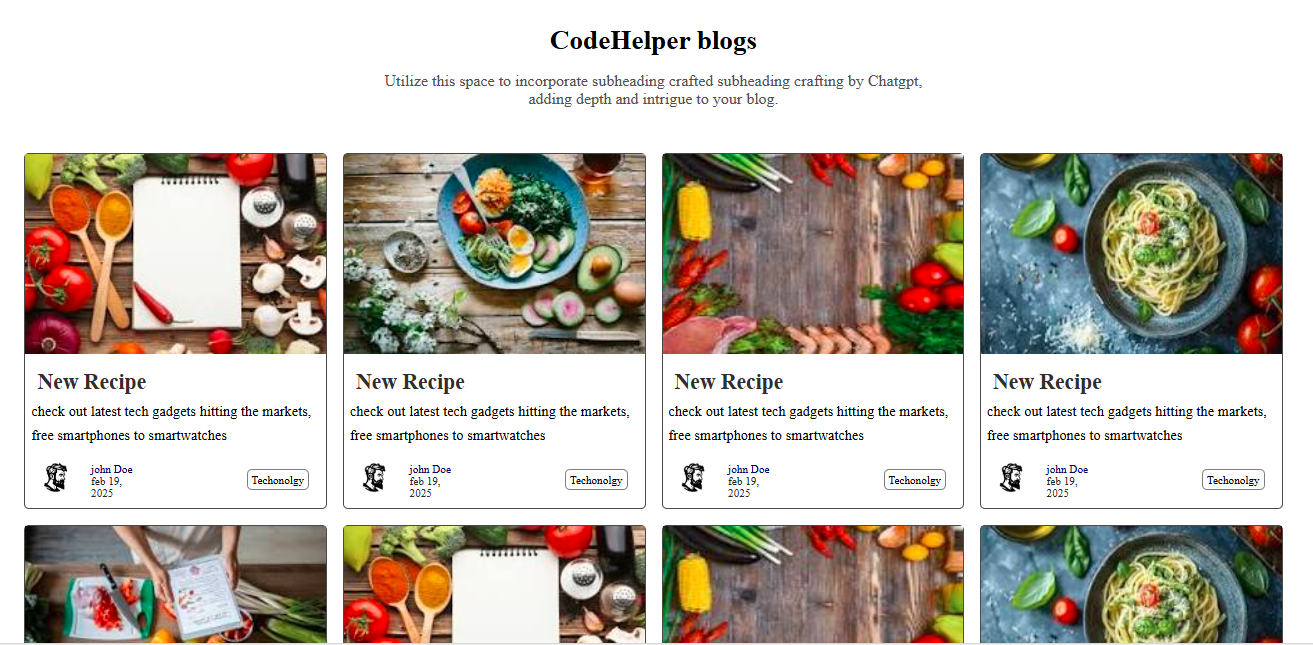 CodeHelper blogs
Utilize this space to incorporate subheading crafted subheading crafting by Chatgpt,
adding depth and intrigue to your blog.
New Recipe
check out latest tech gadgets hitting the markets,
free smartphones to smartwatches
john Doe
feb 19,
2025
Techonolgy
New Recipe
check out latest tech gadgets hitting the markets,
free smartphones to smartwatches
john Doe
feb 19,
2025
Techonolgy
New Recipe
check out latest tech gadgets hitting the markets,
free smartphones to smartwatches
john Doe
feb 19,
2025
Techonolgy
New Recipe
check out latest tech gadgets hitting the markets,
free smartphones to smartwatches
john Doe
feb 19,
2025
Techonolgy